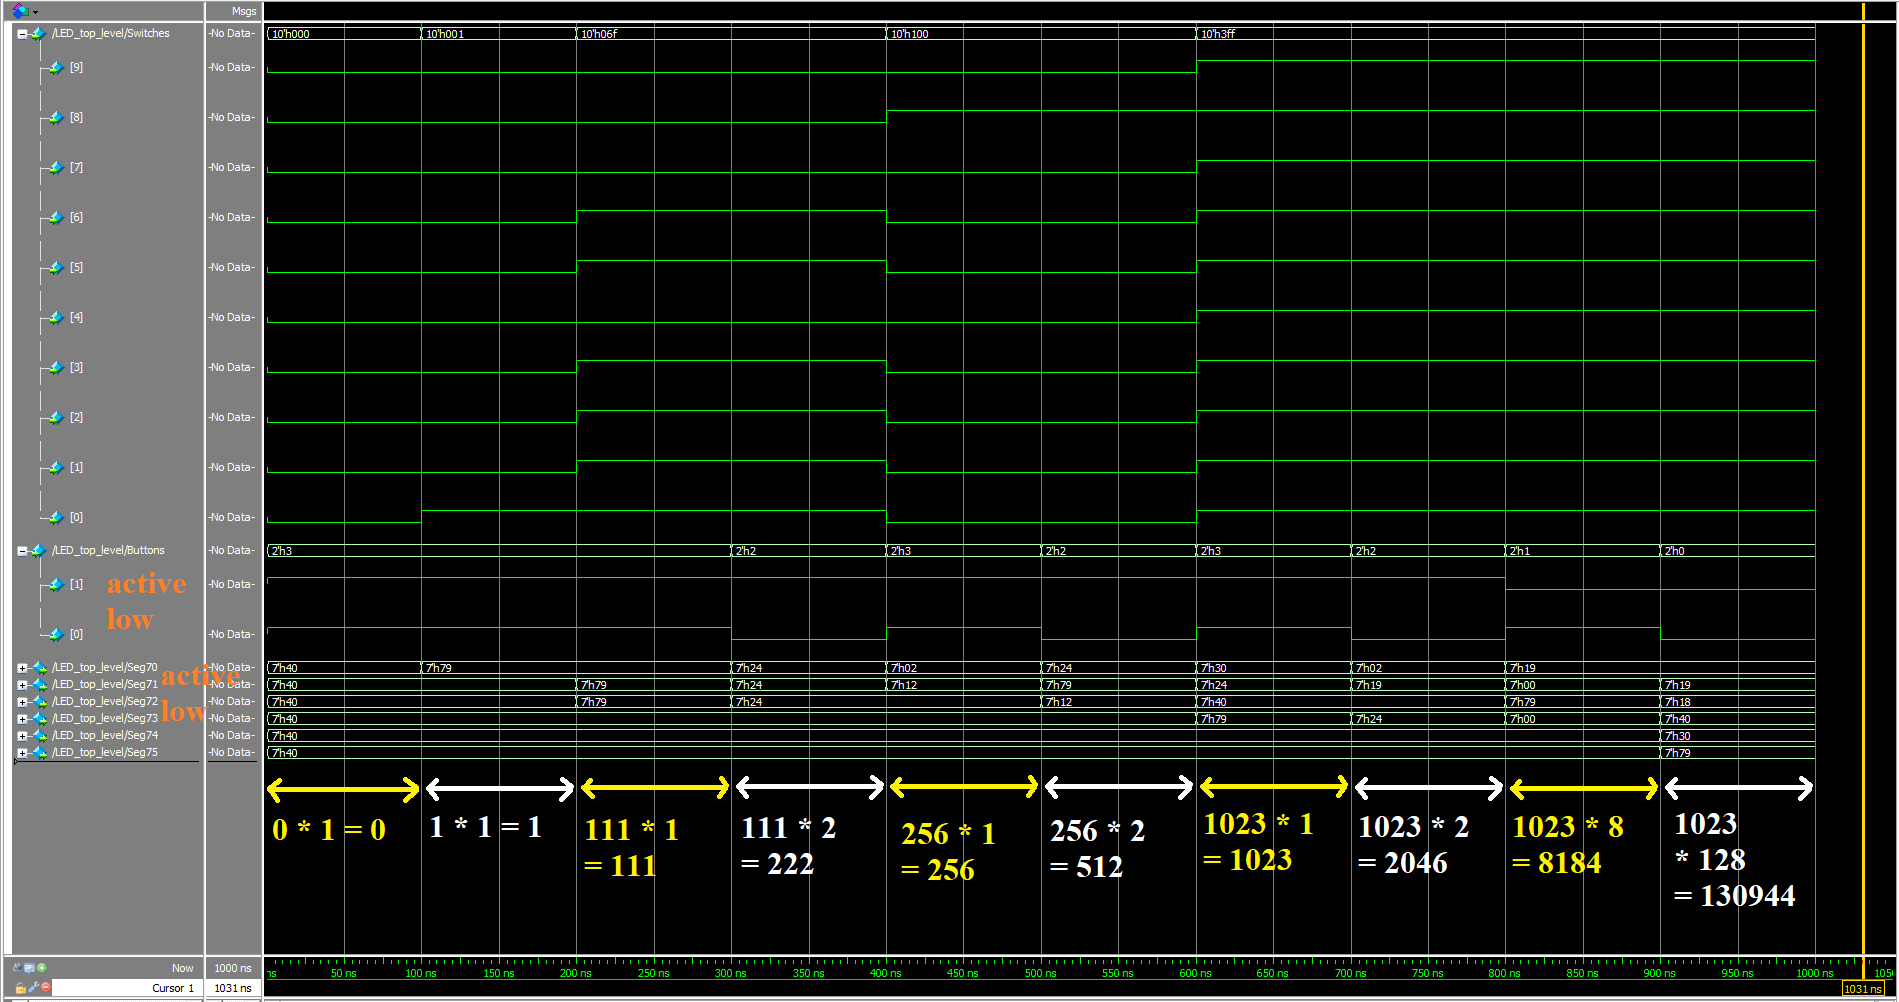 Msgs
/LED_top_level/Switches -No Data- 10'h000 10'h001 10'h06f 10'h100 10'h3ff
[9] -No Data-
[8] -No Data-
[7] -No Data-
[6] -No Data-
[5] -No Data-
[4] -No Data-
[3] -No Data-
[2] -No Data-
[1] -No Data-
[0] -No Data-
/LED_top_level/Buttons -No Data- 2'h3 2'h2 2'h3 2'h2 2'h3 2'h2 2'h1 2'h0
[1] active -No Data-
low
[0] -No Data-
/LED_top_level/Seg70 -No Data- 7'h40 7'h79 7'h24 7'h02 7'h24 7'h30 7'h02 7'h19
active
/LED_top_level/Seg71 -No Data- 7'h40 7'h79 7'h24 7'h12 7'h79 7'h24 7'h19 7'h00 7'h19
/LED_top_level/Seg72 -No Data- 7'h40 7'h79 7'h24 7'h12 7'h40 7'h79 7'h18
low
/LED_top_level/Seg73 -No Data- 7'h40 7'h79 7'h24 7'h00 7'h40
/LED_top_level/Seg74 -No Data- 7'h40 7'h30
/LED_top_level/Seg75 -No Data- 7'h40 7'h79
0 * 1 = 0
1 * 1 = 1
111 * 1
= 111
111 * 2
= 222
256 * 1
= 256
256 * 2
= 512
1023 * 1
= 1023
1023 * 2
= 2046
1023 * 8
= 8184
1023
* 128
= 130944
Now 1000 ns
ns 50 ns 100 ns 150 ns 200 ns 250 ns 300 ns 350 ns 400 ns 450 ns 500 ns 550 ns 600 ns 650 ns 700 ns 750 ns 800 ns 850 ns 900 ns 950 ns 1000 ns 1050
Cursor 1 1031 ns
1031 ns